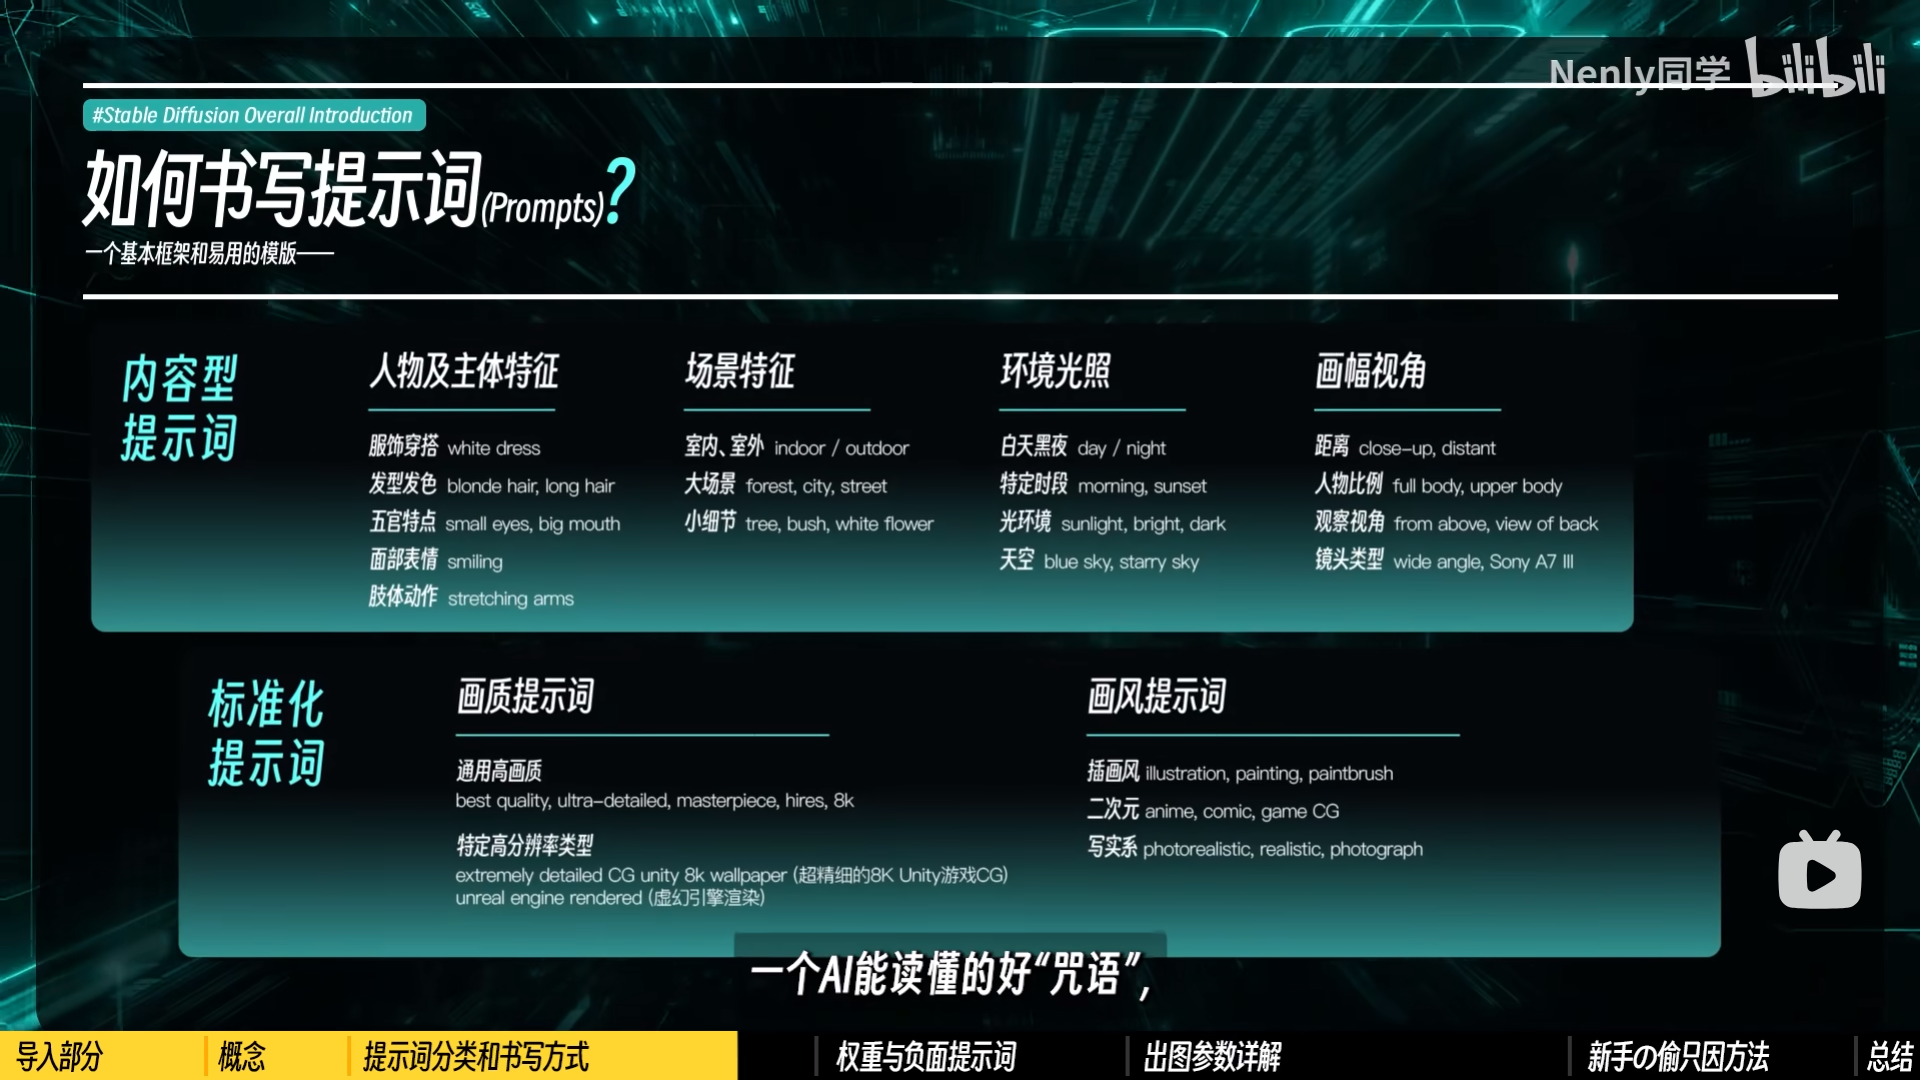 Nenly同学 bilibili
#Stable Diffusion Overall Introduction
如何书写提示词(Prompts)?
一个基本框架和易用的模版——
内容型
提示词
人物及主体特征
服饰穿搭 white dress
发型发色 blonde hair, long hair
五官特点 small eyes, big mouth
面部表情 smiling
肢体动作 stretching arms
场景特征
室内、室外 indoor / outdoor
大场景 forest, city, street
小细节 tree, bush, white flower
环境光照
白天黑夜 day / night
特定时段 morning, sunset
光环境 sunlight, bright, dark
天空 blue sky, starry sky
画幅视角
距离 close-up, distant
人物比例 full body, upper body
观察视角 from above, view of back
镜头类型 wide angle, Sony A7 III
标准化
提示词
画质提示词
通用高画质
best quality, ultra-detailed, masterpiece, hires, 8k
特定高分辨率类型
extremely detailed CG unity 8k wallpaper (超精细的8K Unity游戏CG)
unreal engine rendered (虚幻引擎渲染)
画风提示词
插画风 illustration, painting, paintbrush
二次元 anime, comic, game CG
写实系 photorealistic, realistic, photograph
一个AI能读懂的好“咒语”,
导入部分 概念 提示词分类和书写方式 权重与负面提示词 出图参数详解 新手の偷只因方法 总结